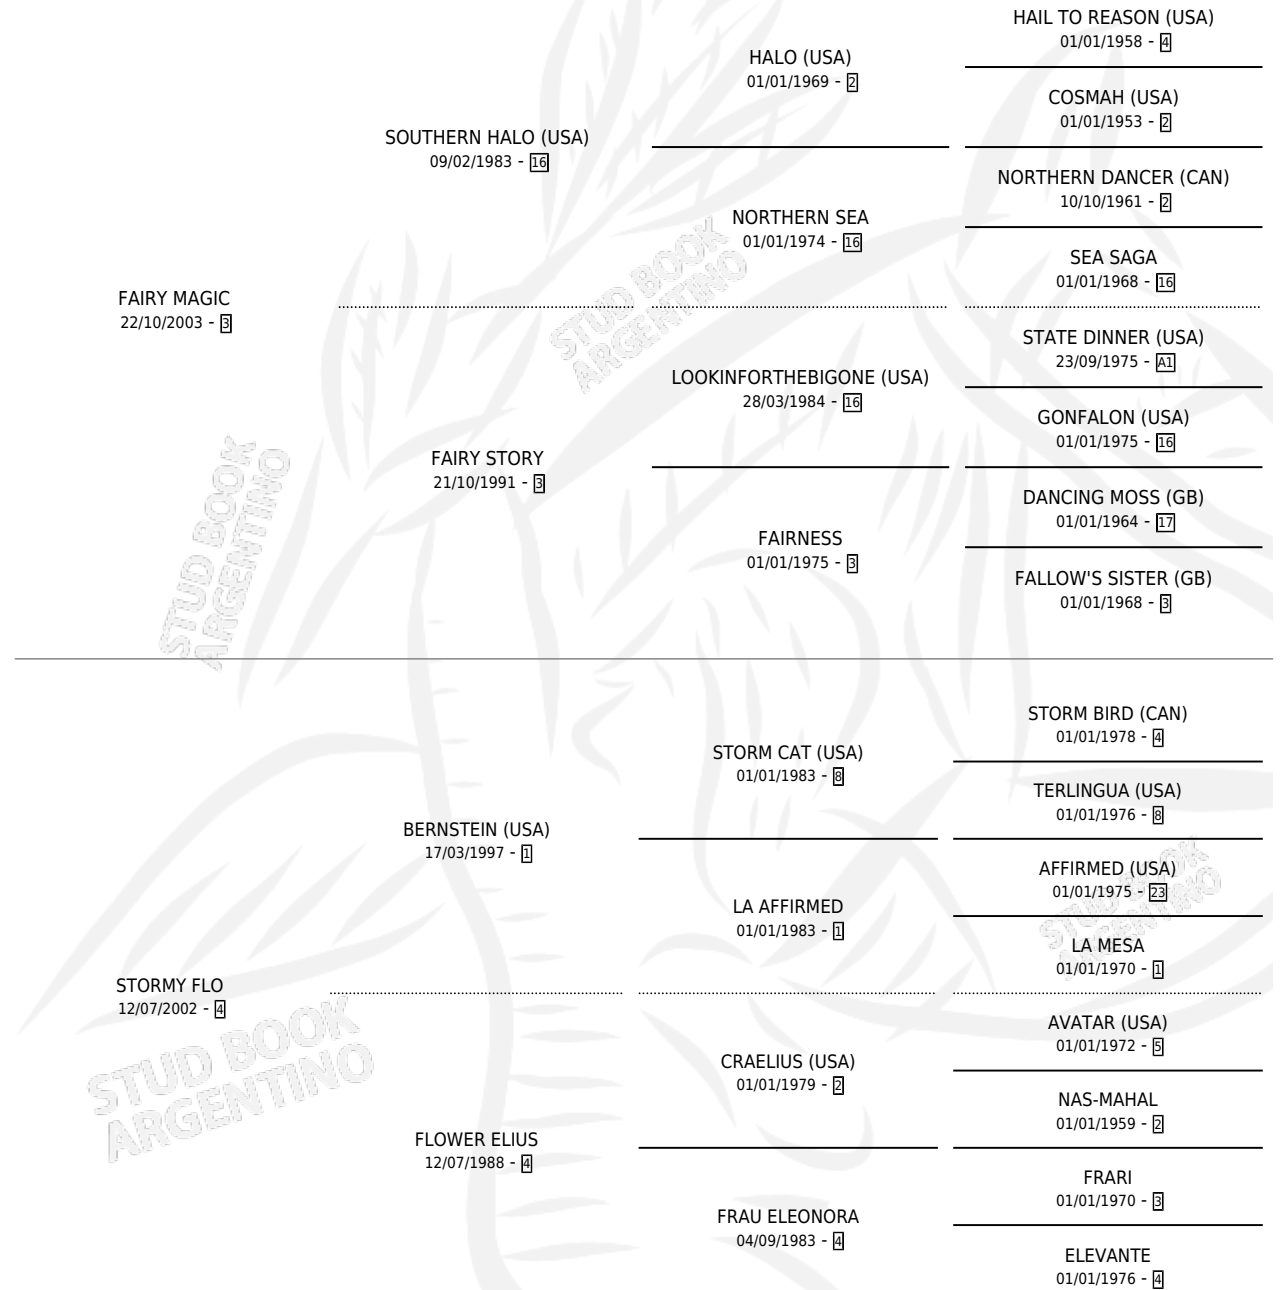 HAIL TO REASON (USA)
01/01/1958 - 4
HALO (USA)
01/01/1969 - 2
COSMAH (USA)
01/01/1953 - 2
SOUTHERN HALO (USA)
09/02/1983 - 16
NORTHERN DANCER (CAN)
10/10/1961 - 2
NORTHERN SEA
01/01/1974 - 16
SEA SAGA
01/01/1968 - 16
FAIRY MAGIC
22/10/2003 - 3
STATE DINNER (USA)
23/09/1975 - A1
LOOKINFORTHEBIGONE (USA)
28/03/1984 - 16
GONFALON (USA)
01/01/1975 - 16
FAIRY STORY
21/10/1991 - 3
DANCING MOSS (GB)
01/01/1964 - 17
FAIRNESS
01/01/1975 - 3
FALLOW'S SISTER (GB)
01/01/1968 - 3
STUD BOOK
ARGENTINO
STUD BOOK
ARGENTINO
STORM BIRD (CAN)
01/01/1978 - 4
STORM CAT (USA)
01/01/1983 - 8
TERLINGUA (USA)
01/01/1976 - 8
BERNSTEIN (USA)
17/03/1997 - 1
AFFIRMED (USA)
01/01/1975 - 23
LA AFFIRMED
01/01/1983 - 1
LA MESA
01/01/1970 - 1
STORMY FLO
12/07/2002 - 4
AVATAR (USA)
01/01/1972 - 5
CRAELIUS (USA)
01/01/1979 - 2
NAS-MAHAL
01/01/1959 - 2
FLOWER ELIUS
12/07/1988 - 4
FRARI
01/01/1970 - 3
FRAU ELEONORA
04/09/1983 - 4
ELEVANTE
01/01/1976 - 4
STUD BOOK
ARGENTINO
STUD BOOK
ARGENTINO